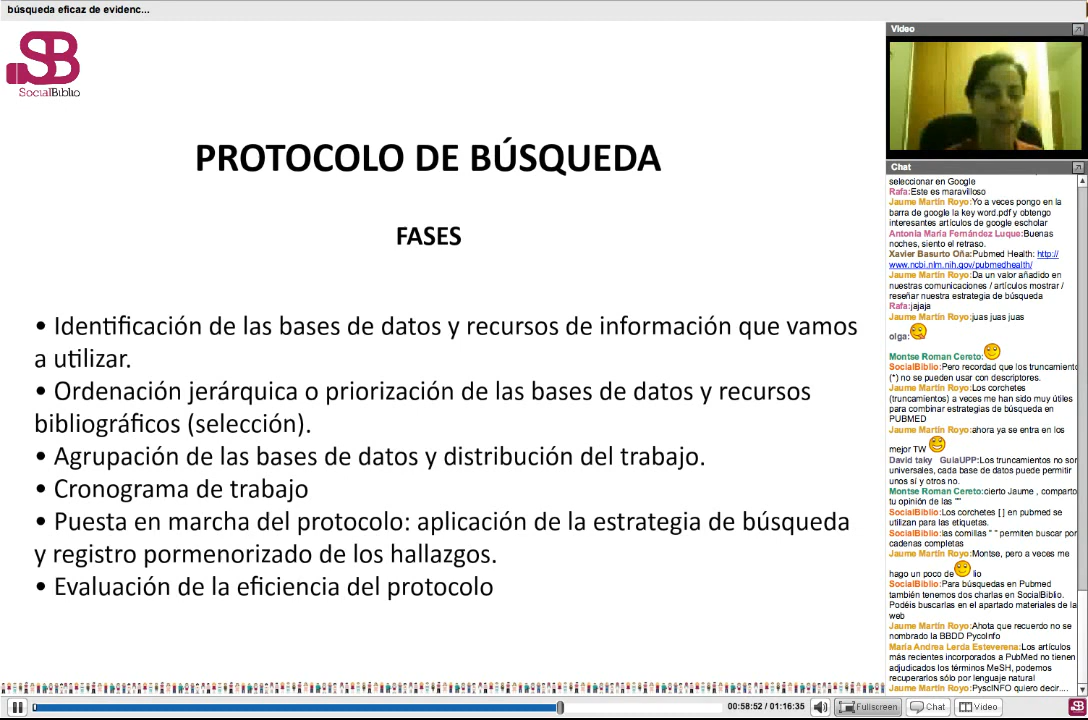 búsqueda eficaz de evidenc...
SB
SocialBiblio
PROTOCOLO DE BÚSQUEDA
FASES
• Identificación de las bases de datos y recursos de información que vamos
a utilizar.
• Ordenación jerárquica o priorización de las bases de datos y recursos
bibliográficos (selección).
• Agrupación de las bases de datos y distribución del trabajo.
• Cronograma de trabajo
• Puesta en marcha del protocolo: aplicación de la estrategia de búsqueda
y registro pormenorizado de los hallazgos.
• Evaluación de la eficiencia del protocolo
Video
Chat
seleccionar en Google
Rafa:Este es maravilloso
Jaume Martín Royo:Yo a veces pongo en la
barra de google la key word.pdf y obtengo
interesantes artículos de google escholar
Antonia María Fernández Luque:Buenas
noches, siento el retraso.
Xavier Basurto Oña:Pubmed Health: http://
www.ncbi.nlm.nih.gov/pubmedhealth/
Jaume Martín Royo:Da un valor añadido en
nuestras comunicaciones / artículos mostrar /
reseñar nuestra estrategia de búsqueda
Rafa:jajaja
Jaume Martín Royo:juas juas juas
olga:
Montse Roman Cereto:
SocialBiblio:Pero recordad que los truncamiento
(*) no se pueden usar con descriptores.
Jaume Martín Royo:Los corchetes
(truncamientos) a veces me han sido muy útiles
para combinar estrategias de búsqueda en
PUBMED
Jaume Martín Royo:ahora ya se entra en los
mejor TW
David taky GuíaUPP:Los truncamientos no son
universales, cada base de datos puede permitir
unos sí y otros no.
Montse Roman Cereto:cierto Jaume , comparto
tu opinión de las ""
SocialBiblio:Los corchetes [ ] en pubmed se
utilizan para las etiquetas.
SocialBiblio:las comillas " " permiten buscar por
cadenas completas
Jaume Martín Royo:Montse, pero a veces me
hago un poco de lio
SocialBiblio:Para búsquedas en Pubmed
también tenemos dos charlas en SocialBiblio.
Podéis buscarlas en el apartado materiales de la
web
Jaume Martín Royo:Ahota que recuerdo no se
nombrado la BBDD PycoInfo
María Andrea Lerda Esteverena:Los artículos
más recientes incorporados a PubMed no tienen
adjudicados los términos MeSH, podemos
recuperarlos sólo por lenguaje natural
Jaume Martín Royo:PyscINFO quiero decir....
00:58:52 / 01:16:35
Fullscreen
Chat
Video
SB